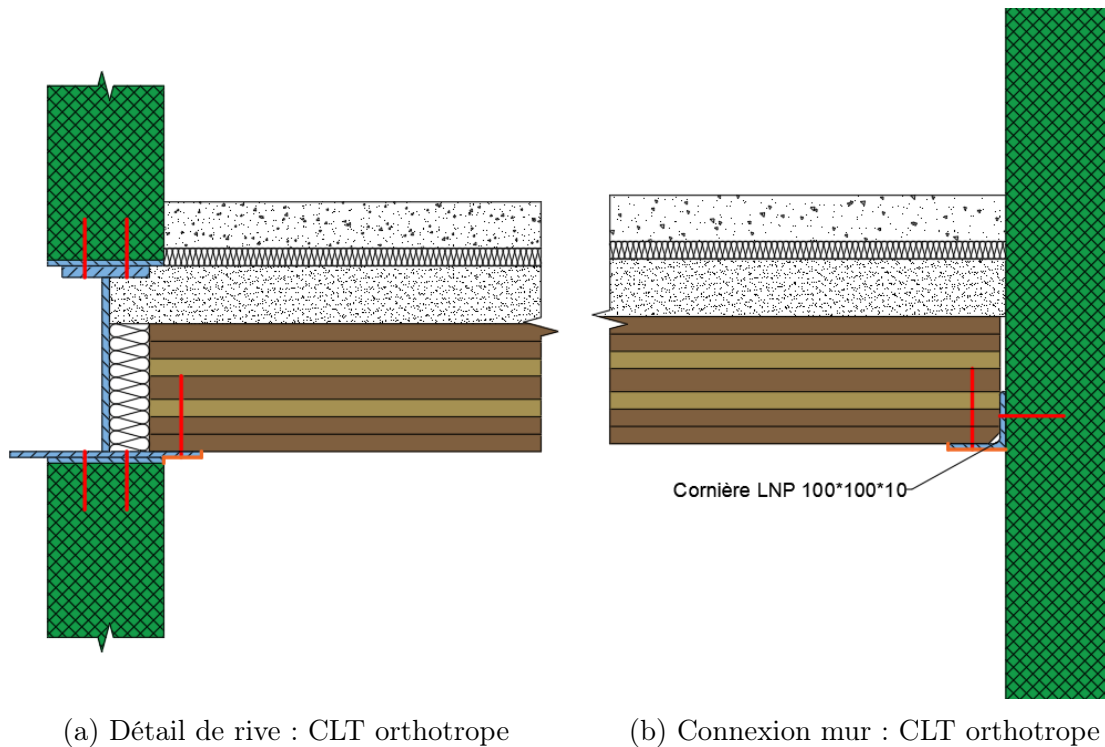 Cornière LNP 100*100*10
(a) Détail de rive : CLT orthotrope
(b) Connexion mur : CLT orthotrope